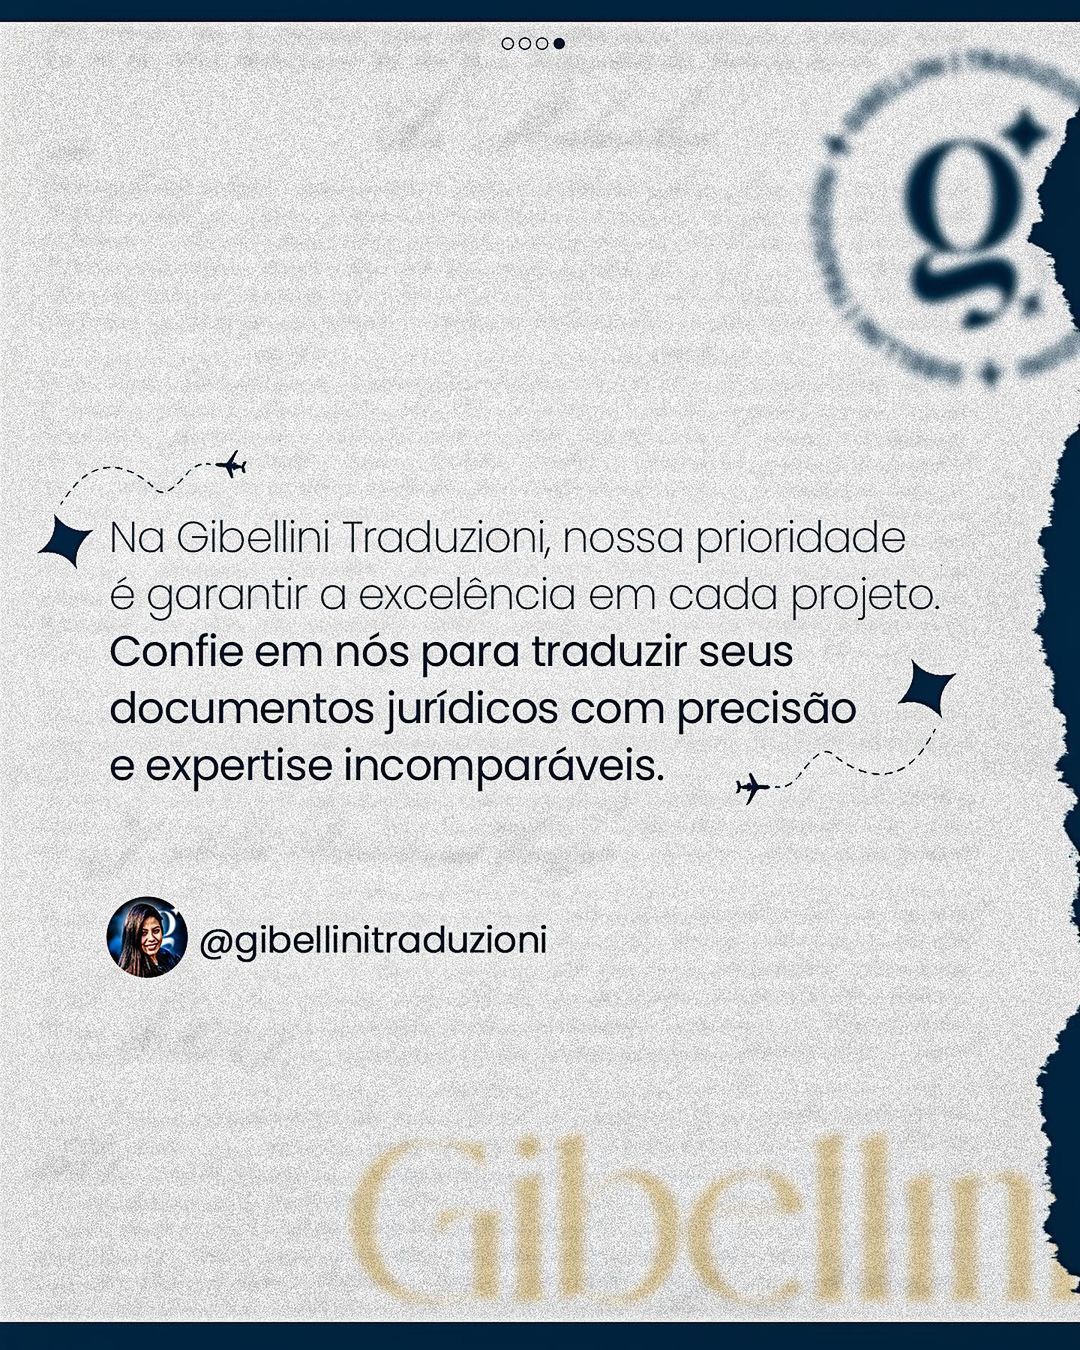 g
Na Gibellini Traduzioni, nossa prioridade
é garantir a excelência em cada projeto.
Confie em nós para traduzir seus
documentos jurídicos com precisão
e expertise incomparáveis.
@gibellinitraduzioni
Gibellin